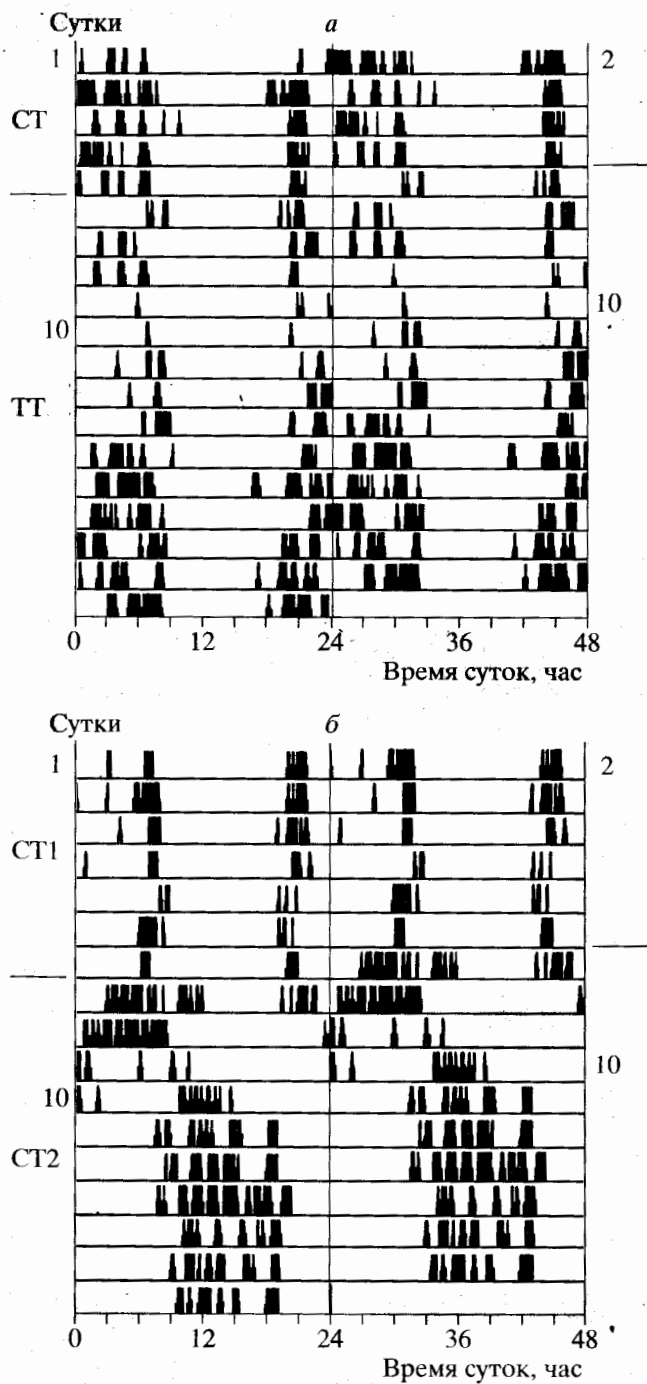 Сутки а
1 2
СТ
10 10
ТТ
0 12 24 36 48
Время суток, час
Сутки б
1 2
СТ1
10
10
СТ2
0 12 24 36 48
Время суток, час